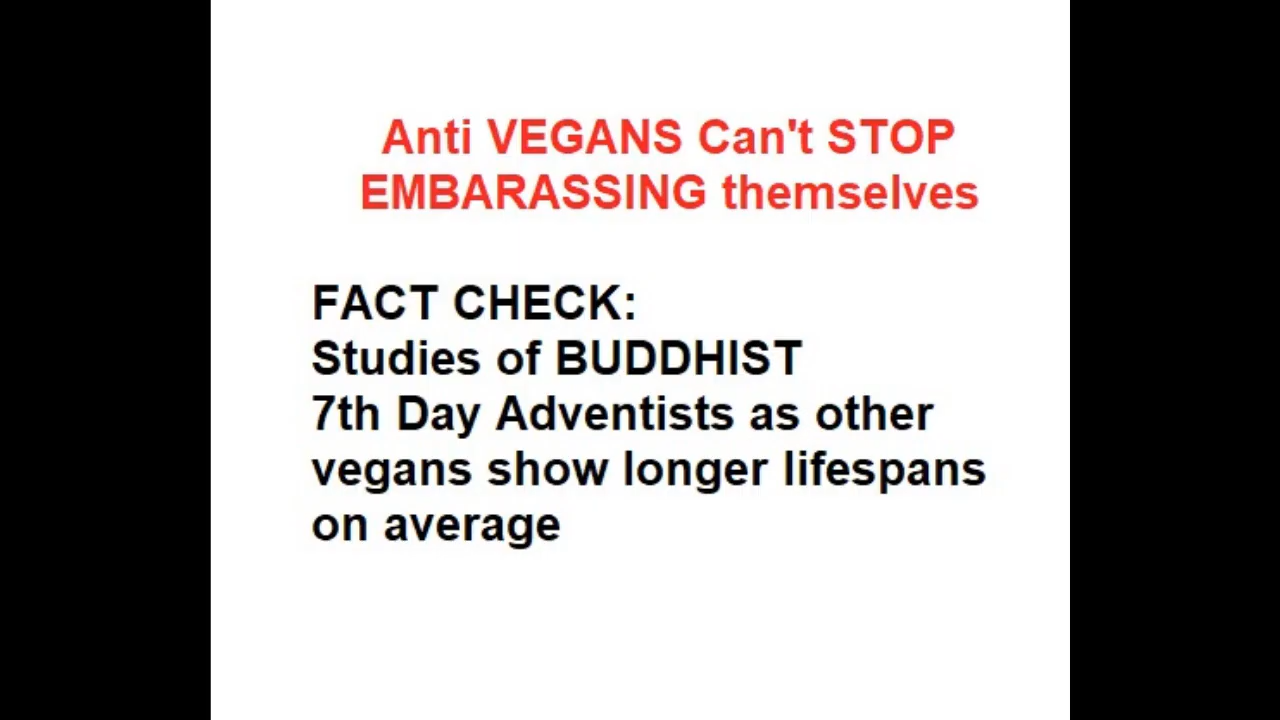 Anti VEGANS Can't STOP
EMBARASSING themselves
FACT CHECK:
Studies of BUDDHIST
7th Day Adventists as other
vegans show longer lifespans
on average